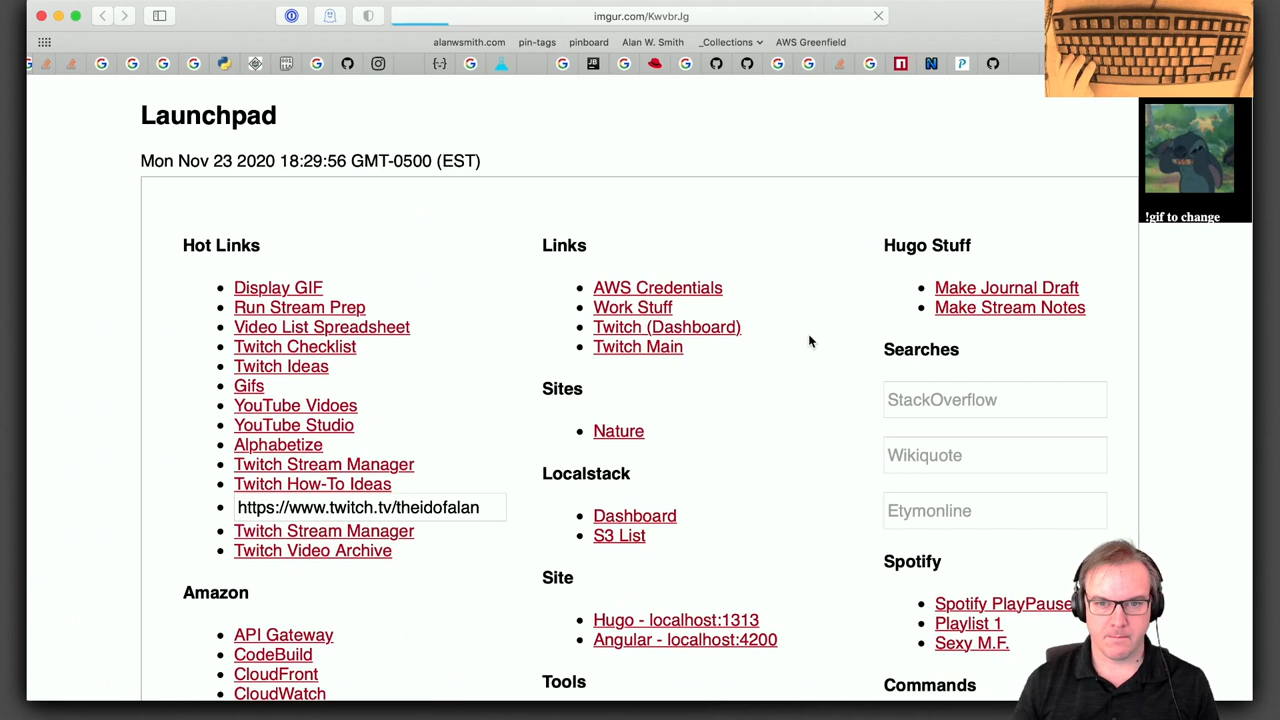 imgur.com/KwvbrJg
alanwsmith.com pin-tags pinboard Alan W. Smith _Collections AWS Greenfield
Launchpad
Mon Nov 23 2020 18:29:56 GMT-0500 (EST)
!gif to change
Hot Links
Display GIF
Run Stream Prep
Video List Spreadsheet
Twitch Checklist
Twitch Ideas
Gifs
YouTube Vidoes
YouTube Studio
Alphabetize
Twitch Stream Manager
Twitch How-To Ideas
https://www.twitch.tv/theidofalan
Twitch Stream Manager
Twitch Video Archive
Amazon
API Gateway
CodeBuild
CloudFront
CloudWatch
Links
AWS Credentials
Work Stuff
Twitch (Dashboard)
Twitch Main
Sites
Nature
Localstack
Dashboard
S3 List
Site
Hugo - localhost:1313
Angular - localhost:4200
Tools
Hugo Stuff
Make Journal Draft
Make Stream Notes
Searches
StackOverflow
Wikiquote
Etymonline
Spotify
Spotify PlayPause
Playlist 1
Sexy M.F.
Commands